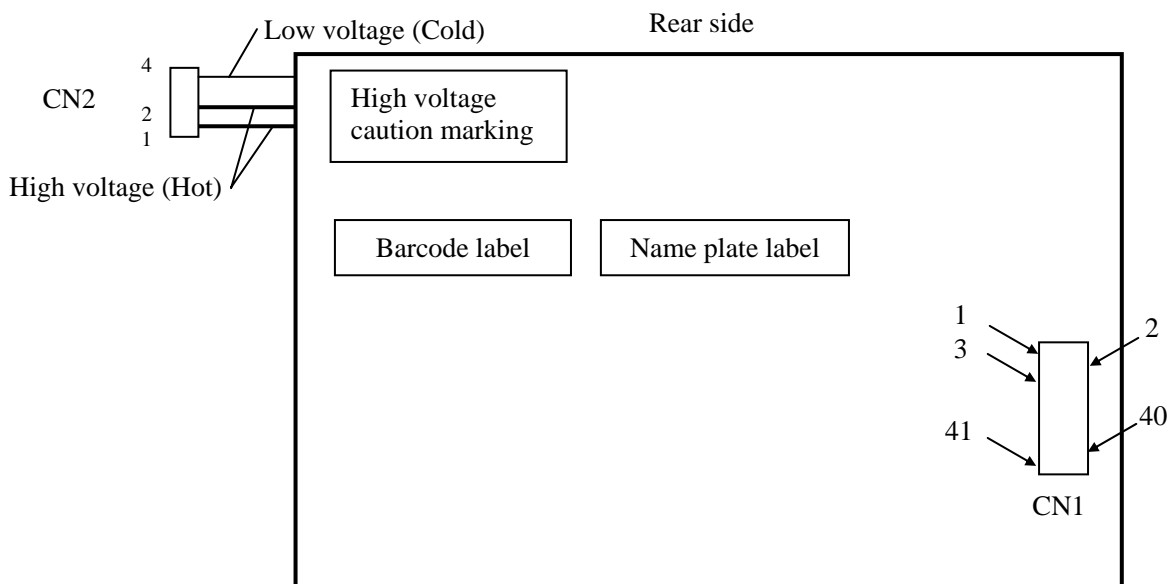 Rear side
Low voltage (Cold)
4
CN2
2
1
High voltage (Hot)
High voltage
caution marking
Barcode label
Name plate label
1
2
3
41
40
CN1